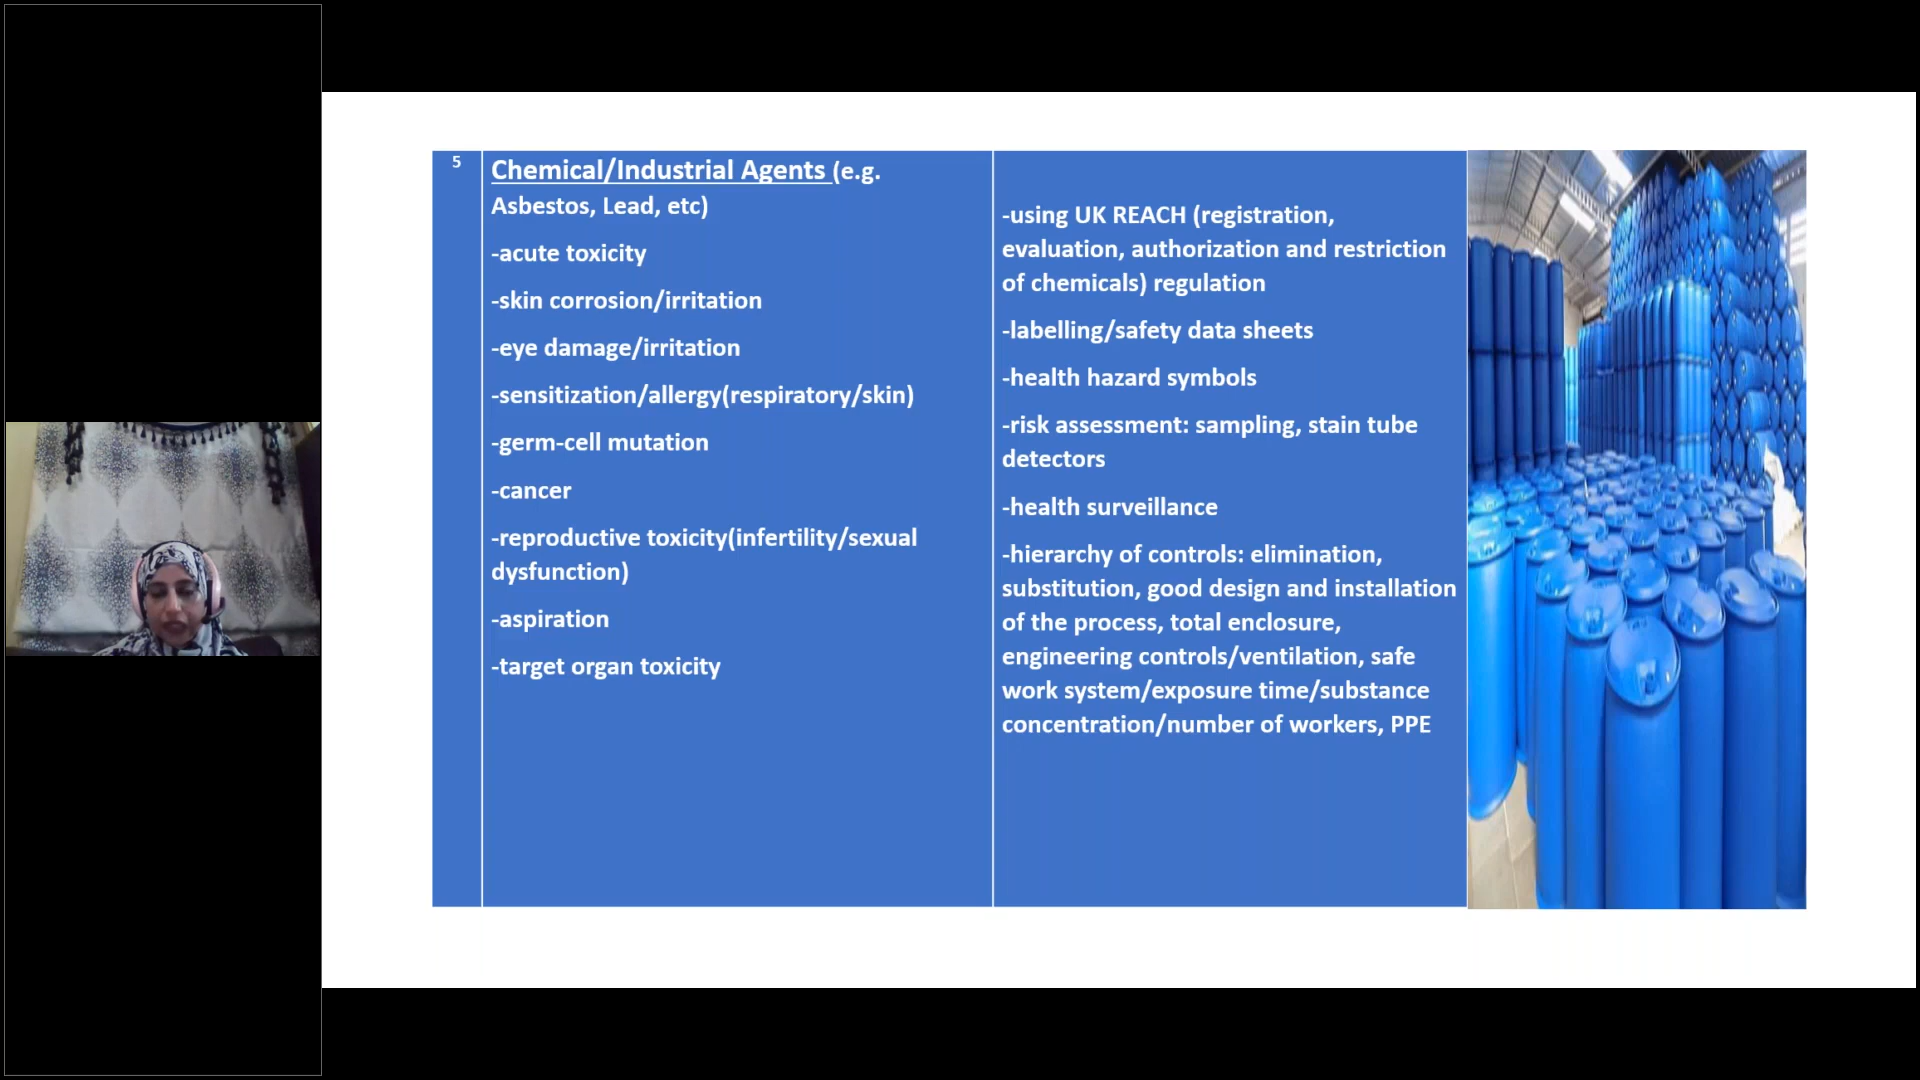 5
Chemical/Industrial Agents (e.g.
Asbestos, Lead, etc)
-acute toxicity
-skin corrosion/irritation
-eye damage/irritation
-sensitization/allergy(respiratory/skin)
-germ-cell mutation
-cancer
-reproductive toxicity(infertility/sexual
dysfunction)
-aspiration
-target organ toxicity
-using UK REACH (registration,
evaluation, authorization and restriction
of chemicals) regulation
-labelling/safety data sheets
-health hazard symbols
-risk assessment: sampling, stain tube
detectors
-health surveillance
-hierarchy of controls: elimination,
substitution, good design and installation
of the process, total enclosure,
engineering controls/ventilation, safe
work system/exposure time/substance
concentration/number of workers, PPE